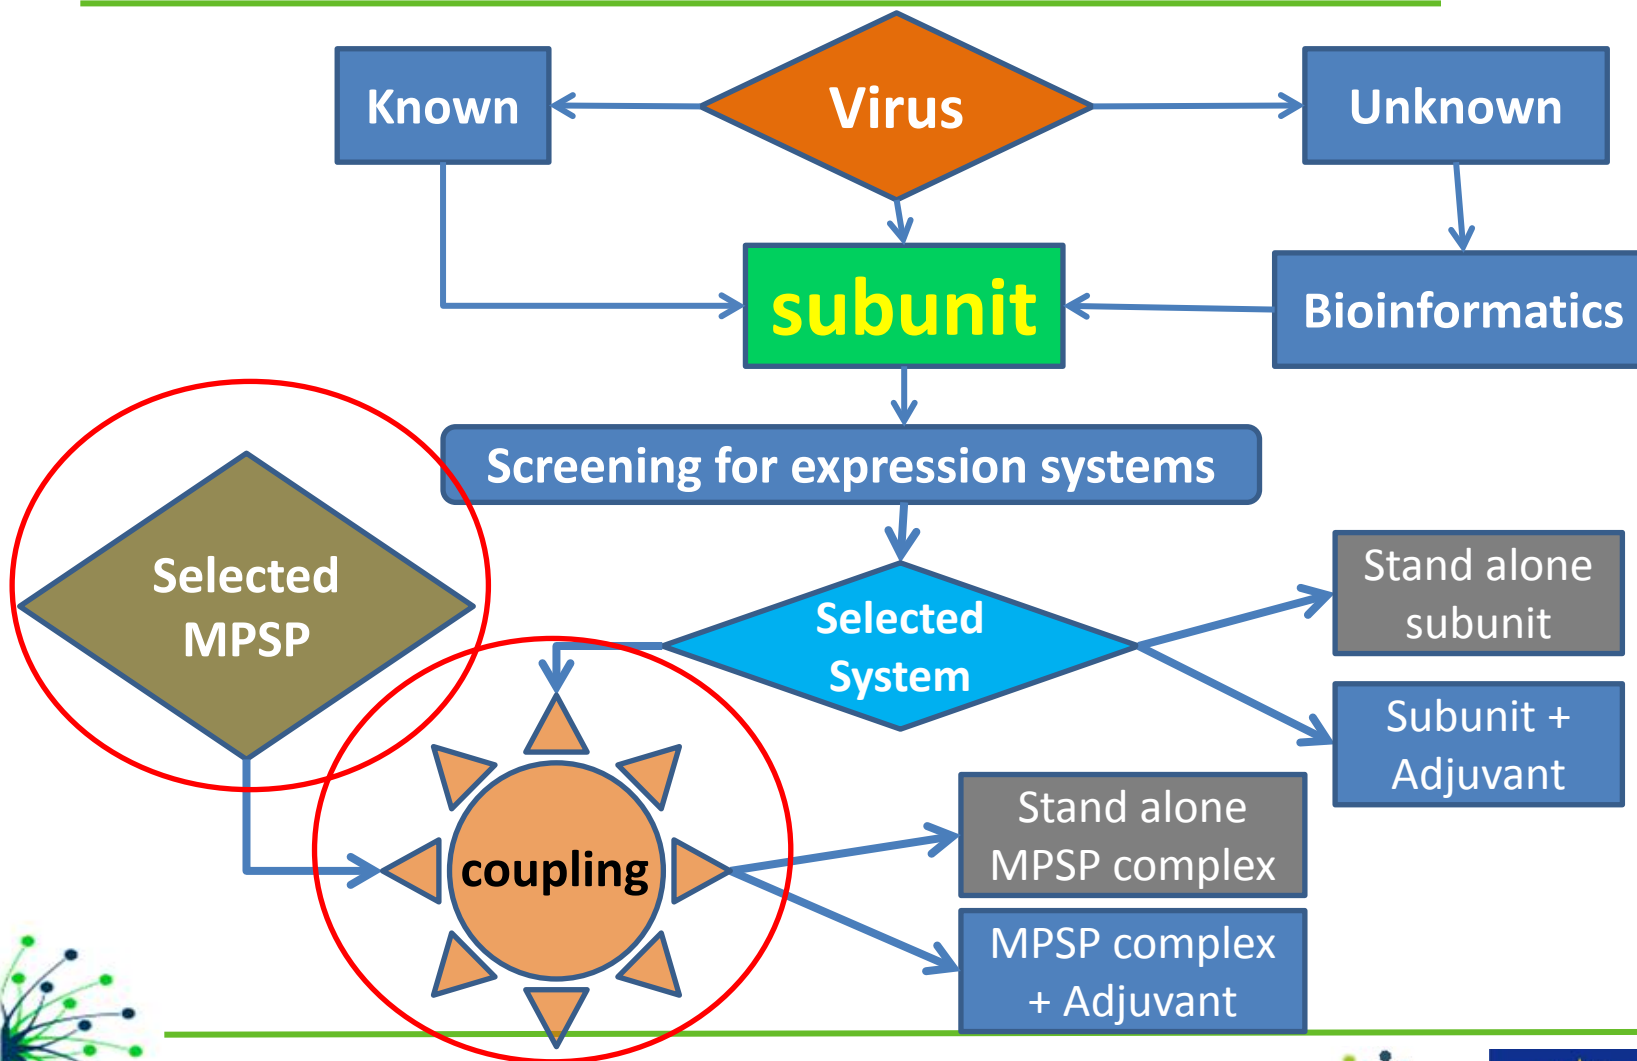 Known
Virus
Unknown
subunit
Bioinformatics
Screening for expression systems
Selected
MPSP
Selected
System
Stand alone
subunit
Subunit +
Adjuvant
coupling
Stand alone
MPSP complex
MPSP complex
+ Adjuvant